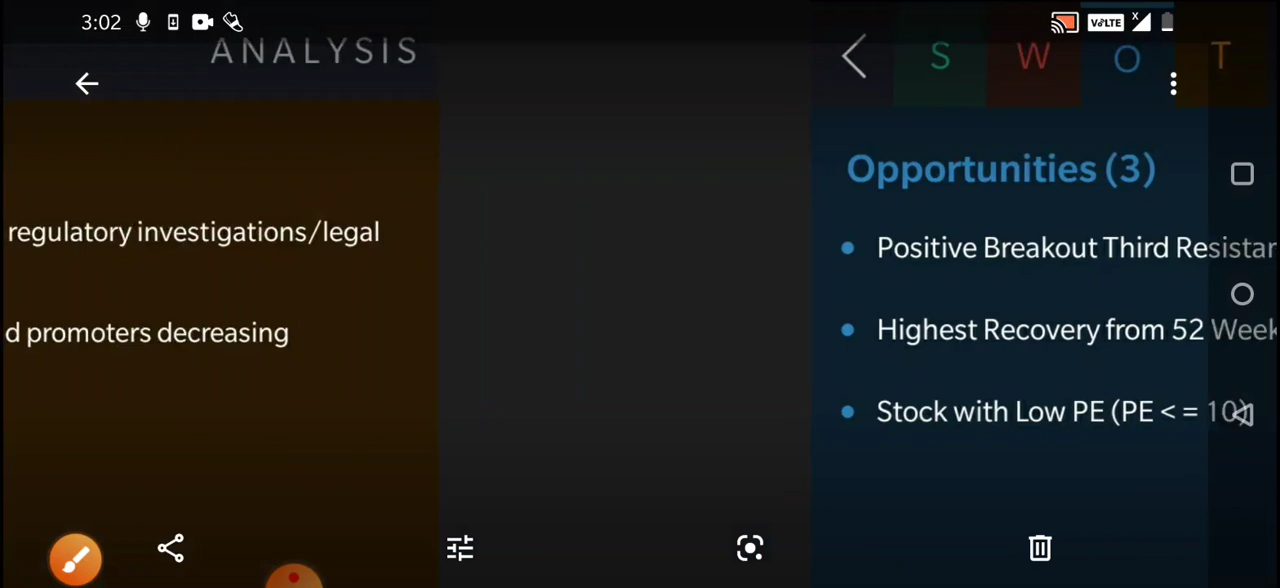 3:02
VoLTE
X
ANALYSIS
S W O T
regulatory investigations/legal
d promoters decreasing
Opportunities (3)
Positive Breakout Third Resistar
Highest Recovery from 52 Week
Stock with Low PE (PE < = 10)